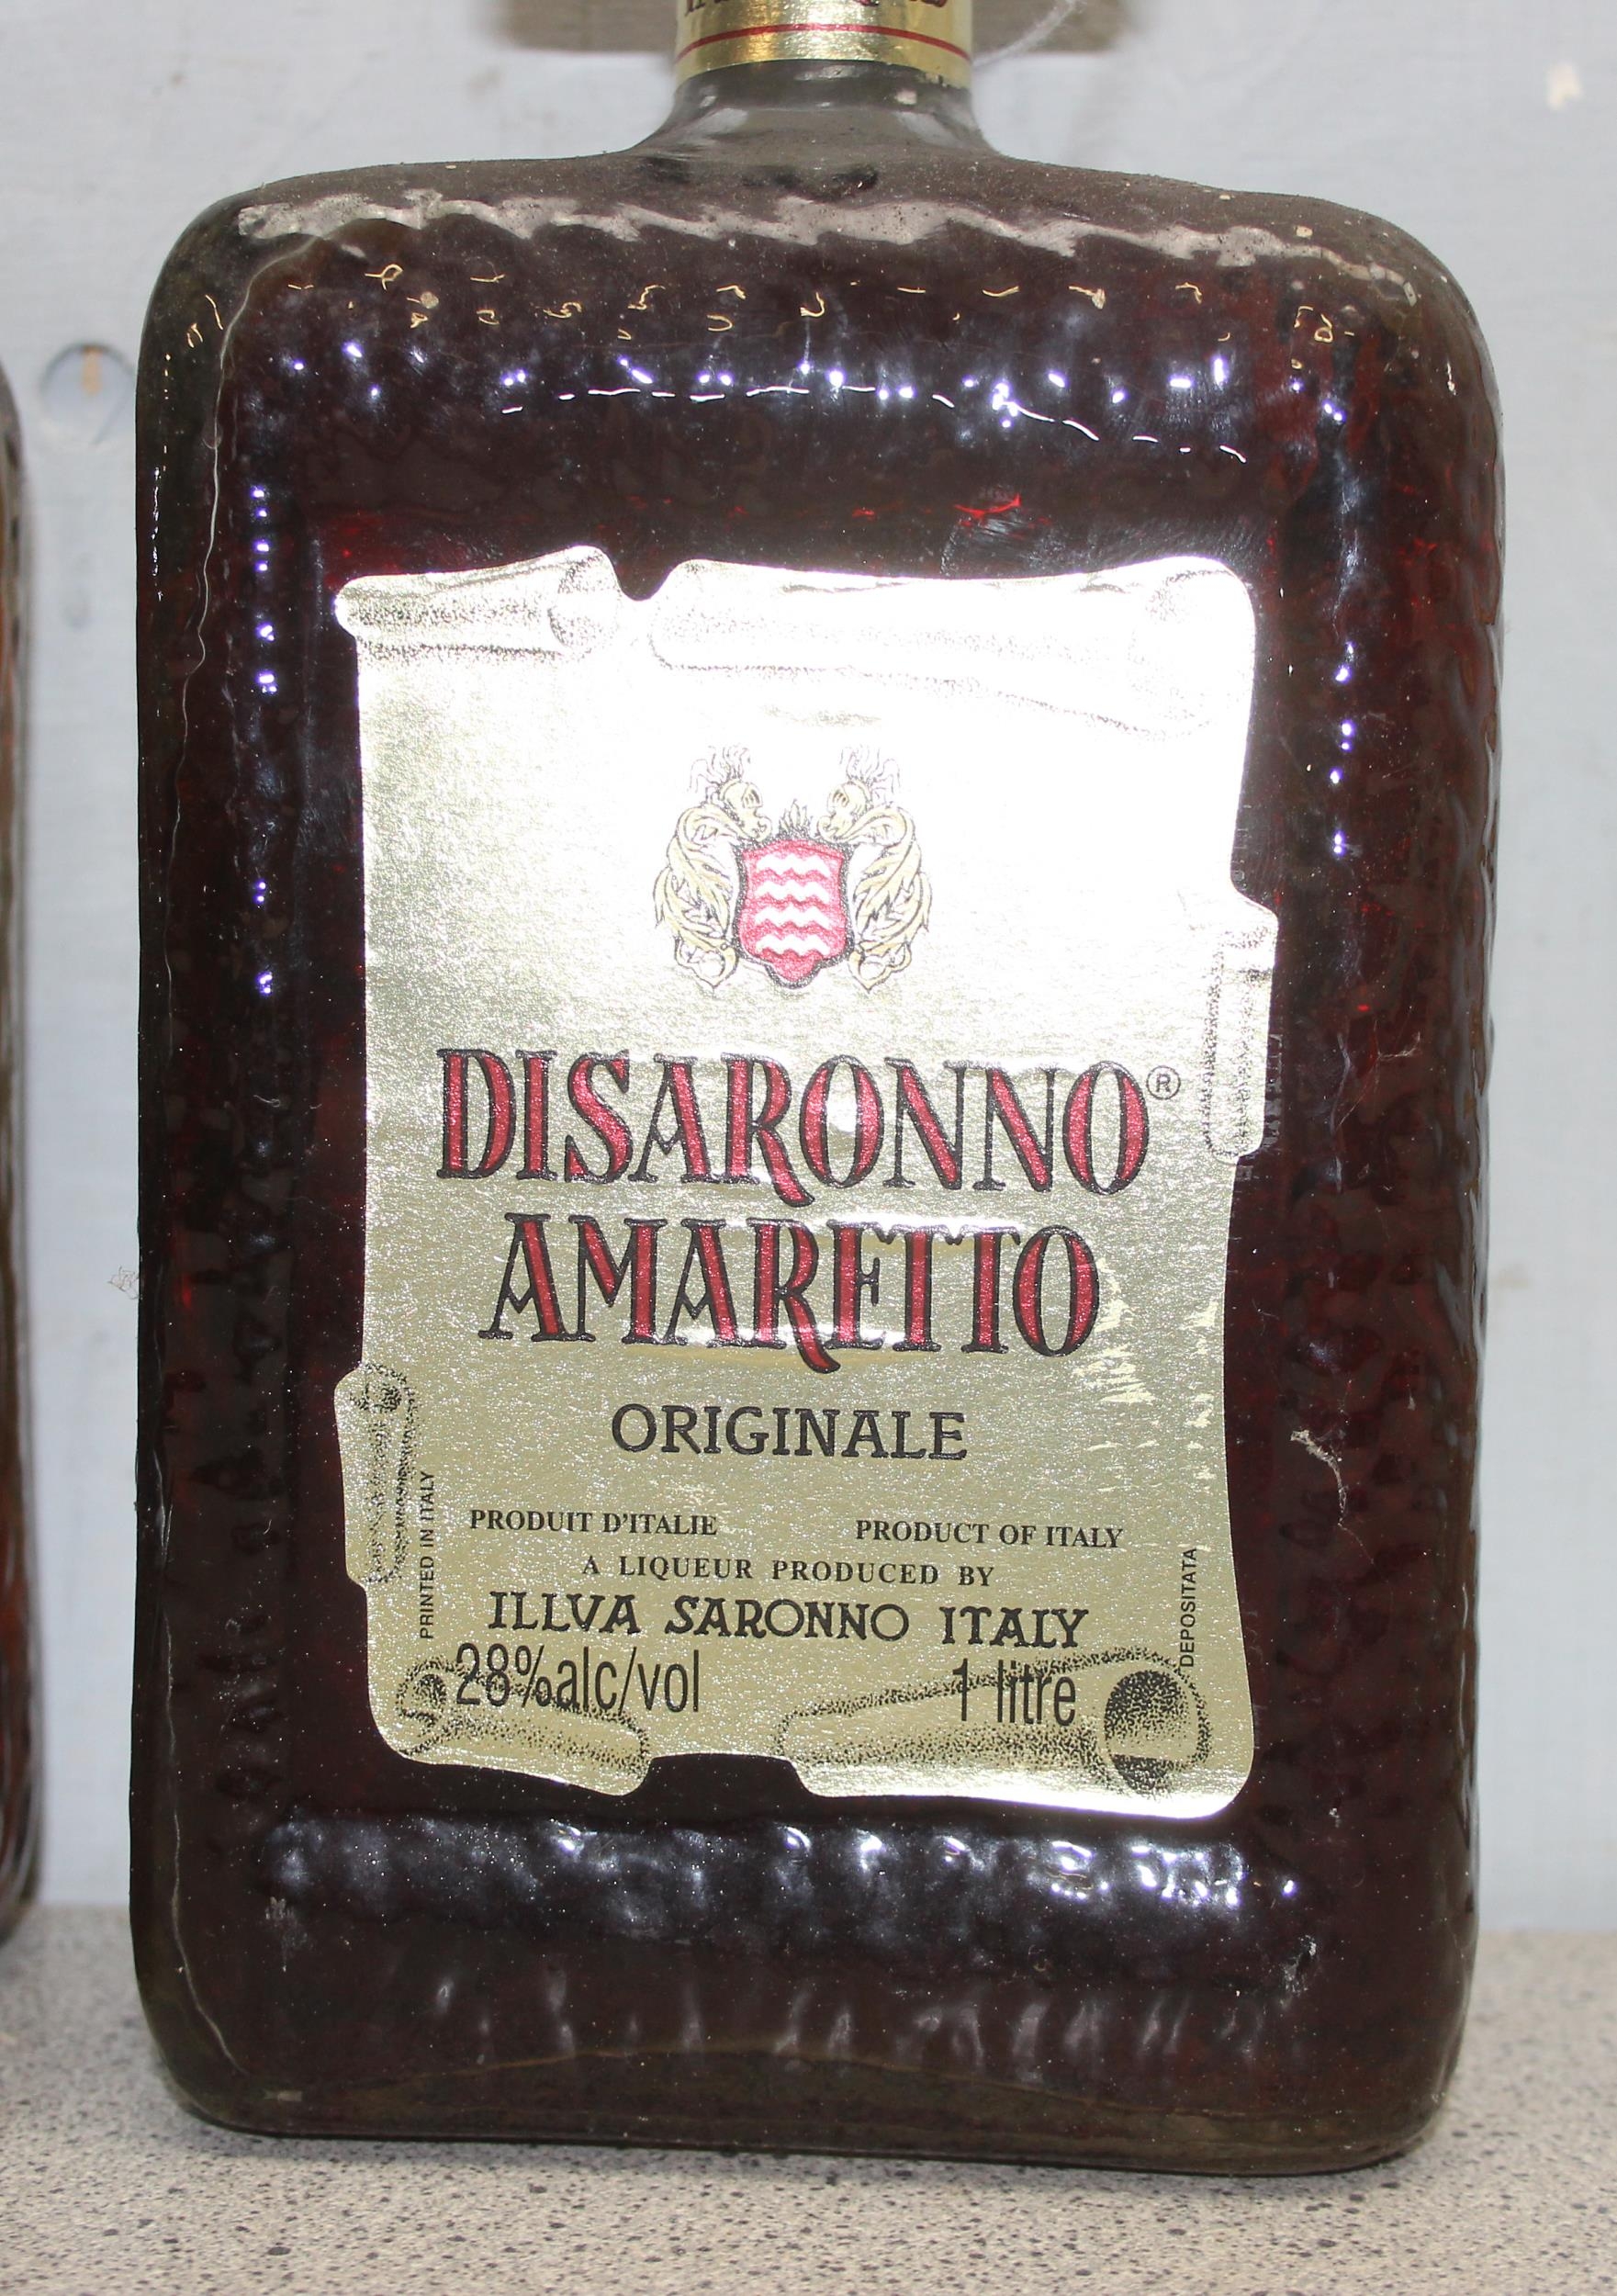 DISARONNO®
AMARETTO
ORIGINALE
PRODUIT D'ITALIE PRODUCT OF ITALY
A LIQUEUR PRODUCED BY
ILLVA SARONNO ITALY
28%alc/vol 1 litre
PRINTED IN ITALY
DEPOSITATA